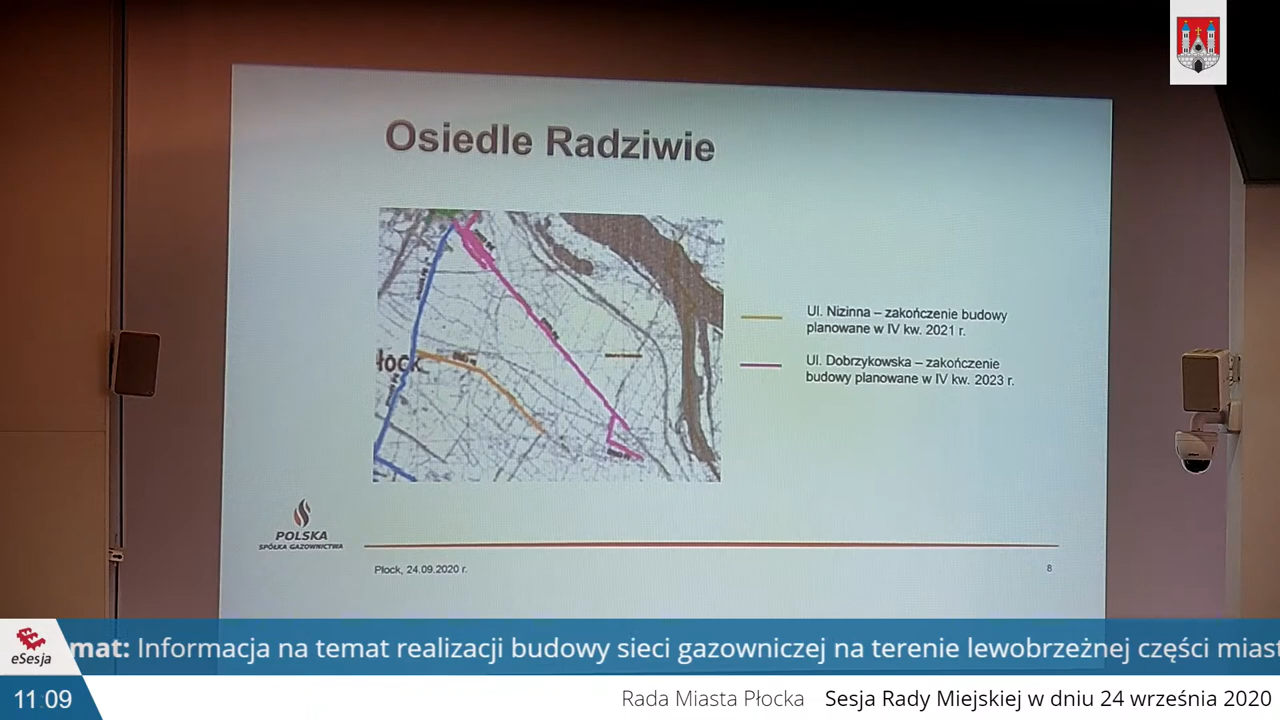 Osiedle Radziwie
łock
Ul. Nizinna – zakończenie budowy
planowane w IV kw. 2021 r.
Ul. Dobrzykowska – zakończenie
budowy planowane w IV kw. 2023 r.
POLSKA
SPÓŁKA GAZOWNICTWA
Płock, 24.09.2020 r.
8
mat: Informacja na temat realizacji budowy sieci gazowniczej na terenie lewobrzeżnej części miast
eSesja
11:09
Rada Miasta Płocka Sesja Rady Miejskiej w dniu 24 września 2020